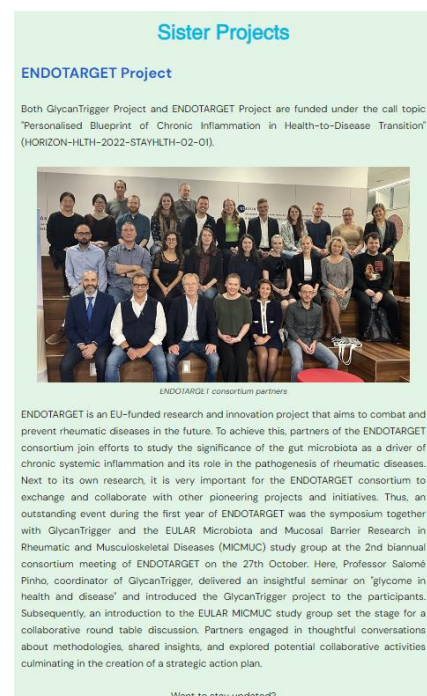 Sister Projects
ENDOTARGET Project
Both GlycanTrigger Project and ENDOTARGET Project are funded under the call topic
"Personalised Blueprint of Chronic Inflammation in Health-to-Disease Transition"
(HORIZON-HLTH-2022-STAYHLTH-02-01).
ENDOTARGET consortium partners
ENDOTARGET is an EU-funded research and innovation project that aims to combat and
prevent rheumatic diseases in the future. To achieve this, partners of the ENDOTARGET
consortium join efforts to study the significance of the gut microbiota as a driver of
chronic systemic inflammation and its role in the pathogenesis of rheumatic diseases.
Next to its own research, it is very important for the ENDOTARGET consortium to
exchange and collaborate with other pioneering projects and initiatives. Thus, an
outstanding event during the first year of ENDOTARGET was the symposium together
with GlycanTrigger and the EULAR Microbiota and Mucosal Barrier Research in
Rheumatic and Musculoskeletal Diseases (MICMUC) study group at the 2nd biannual
consortium meeting of ENDOTARGET on the 27th October. Here, Professor Salomé
Pinho, coordinator of GlycanTrigger, delivered an insightful seminar on "glycome in
health and disease" and introduced the GlycanTrigger project to the participants.
Subsequently, an introduction to the EULAR MICMUC study group set the stage for a
collaborative round table discussion. Partners engaged in thoughtful conversations
about methodologies, shared insights, and explored potential collaborative activities
culminating in the creation of a strategic action plan.
Want to stay updated?